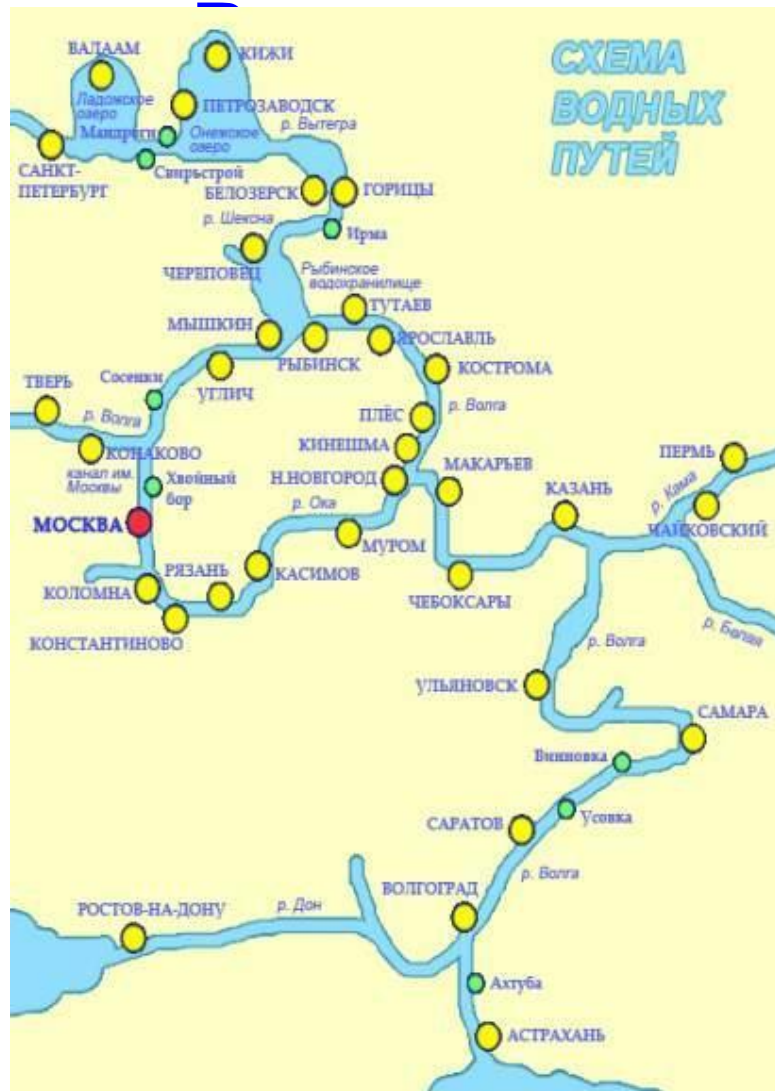 СХЕМА
ВОДНЫХ
ПУТЕЙ
ВАЛААМ
КИЖИ
Ладожское
озеро
ПЕТРОЗАВОДСК
Мандроги
Онежское
озеро
р. Вытегра
САНКТ-
ПЕТЕРБУРГ
Свирьстрой
БЕЛОЗЕРСК
ГОРИЦЫ
р. Шексна
Ирма
ЧЕРЕПОВЕЦ
Рыбинское
водохранилище
ТУТАЕВ
МЫШКИН
ЯРОСЛАВЛЬ
РЫБИНСК
УГЛИЧ
КОСТРОМА
ТВЕРЬ
Сосенки
р. Волга
ПЛЁС
р. Волга
КОНАКОВО
КИНЕШМА
канал им.
Москвы
Хвойный
бор
Н.НОВГОРОД
МАКАРЬЕВ
ПЕРМЬ
КАЗАНЬ
р. Кама
МОСКВА
р. Ока
ЧАЙКОВСКИЙ
МУРОМ
РЯЗАНЬ
КАСИМОВ
КОЛОМНА
ЧЕБОКСАРЫ
КОНСТАНТИНОВО
р. Белая
р. Волга
УЛЬЯНОВСК
САМАРА
Винновка
САРАТОВ
Усовка
р. Волга
ВОЛГОГРАД
РОСТОВ-НА-ДОНУ
р. Дон
Ахтуба
АСТРАХАНЬ